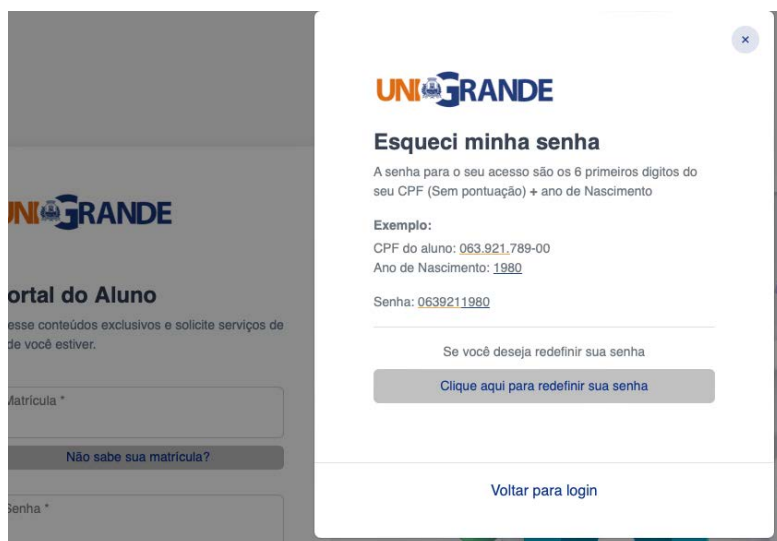 UNIGRANDE
Esqueci minha senha
A senha para o seu acesso são os 6 primeiros digitos do
seu CPF (Sem pontuação) + ano de Nascimento
Exemplo:
CPF do aluno: 063.921.789-00
Ano de Nascimento: 1980
Senha: 0639211980
Se você deseja redefinir sua senha
Clique aqui para redefinir sua senha
Voltar para login
UNIGRANDE
ortal do Aluno
esse conteúdos exclusivos e solicite serviços de
de você estiver.
Matrícula *
Não sabe sua matrícula?
Senha *